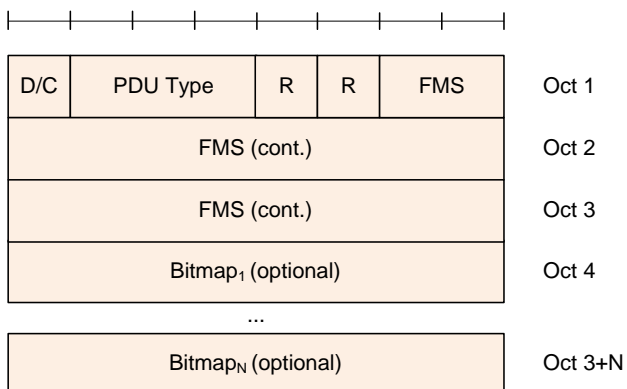 D/C PDU Type R R FMS Oct 1
FMS (cont.) Oct 2
FMS (cont.) Oct 3
Bitmap₁ (optional) Oct 4
...
Bitmap_N (optional) Oct 3+N